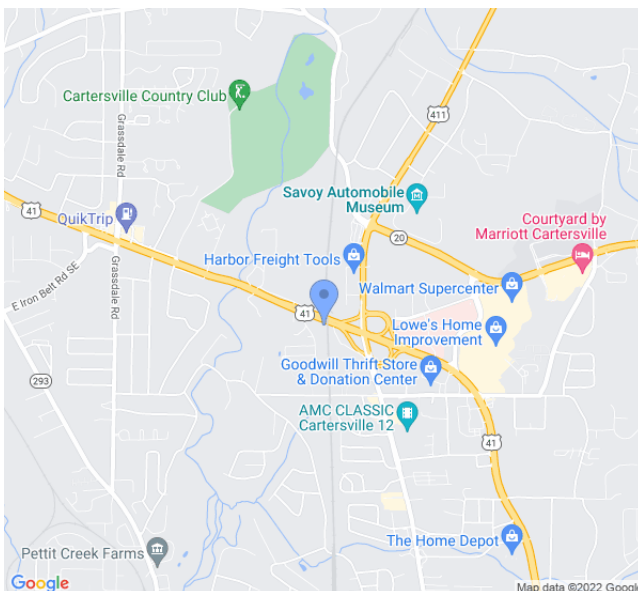 Cartersville Country Club
Grassdale Rd
411
Savoy Automobile
Museum
41
QuikTrip
20
Courtyard by
Marriott Cartersville
Harbor Freight Tools
Walmart Supercenter
E Iron Belt Rd SE
Grassdale Rd
41
Lowe's Home
Improvement
293
Goodwill Thrift Store
& Donation Center
AMC CLASSIC
Cartersville 12
41
The Home Depot
Pettit Creek Farms
Google
Map data ©2022 Google